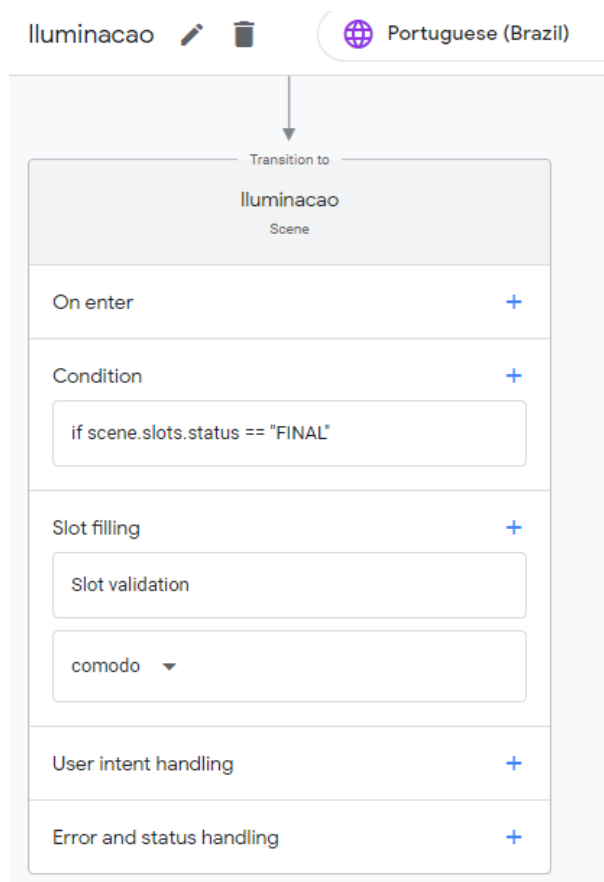 Iluminacao
Portuguese (Brazil)
Transition to
Iluminacao
Scene
On enter
+
Condition
+
if scene.slots.status == "FINAL"
Slot filling
+
Slot validation
comodo
User intent handling
+
Error and status handling
+